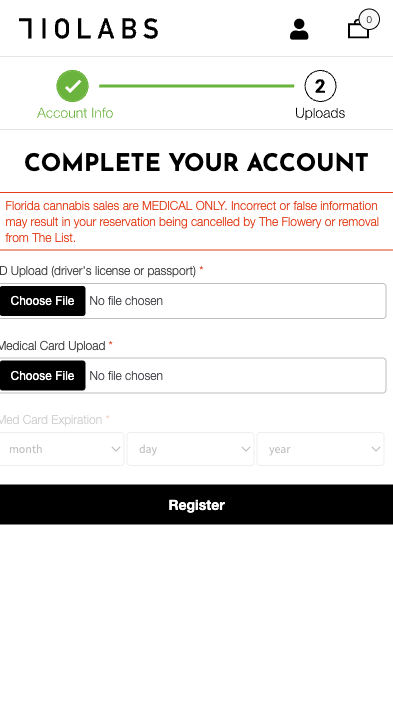 710LABS
0
2
Account Info
Uploads
COMPLETE YOUR ACCOUNT
Florida cannabis sales are MEDICAL ONLY. Incorrect or false information
may result in your reservation being cancelled by The Flowery or removal
from The List.
ID Upload (driver's license or passport) *
Choose File No file chosen
Medical Card Upload *
Choose File No file chosen
Med Card Expiration *
month day year
Register